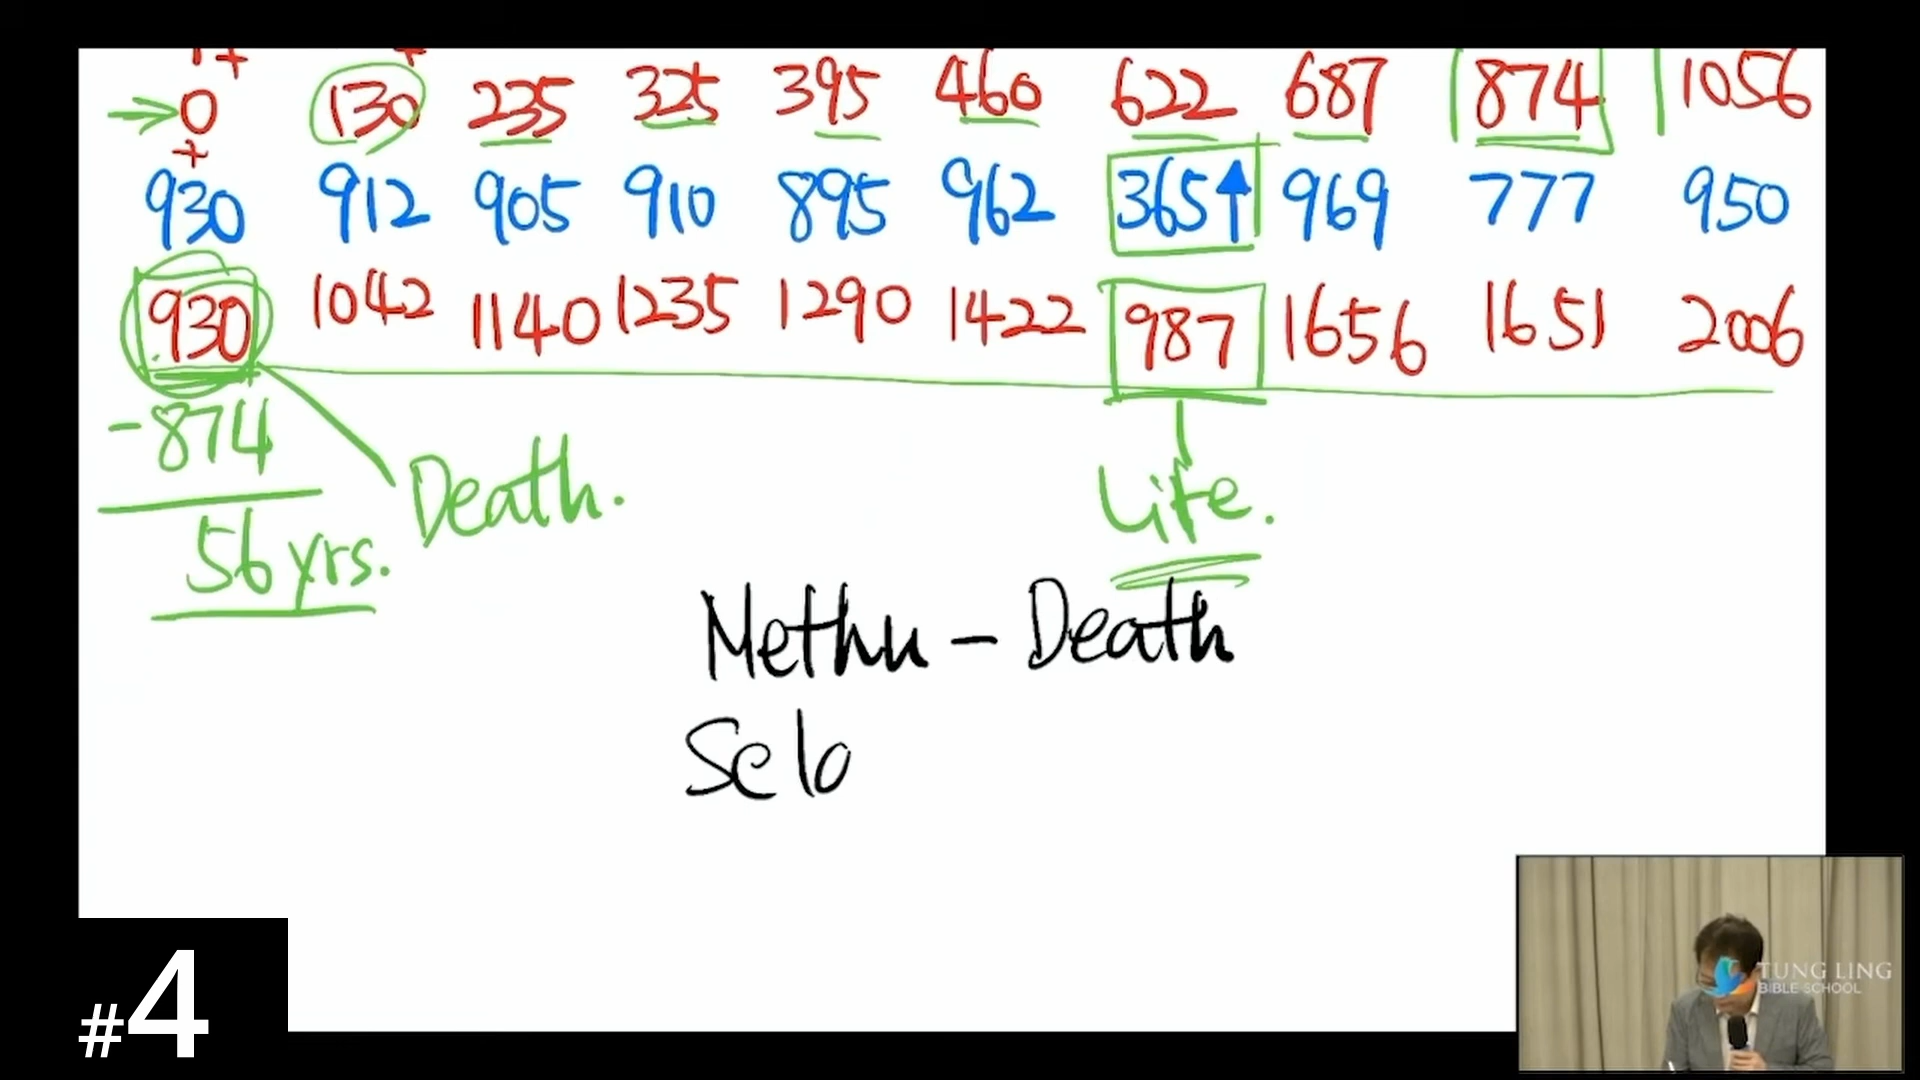 →0 130 235 325 395 460 622 687 874 1056
+
930 912 905 910 895 962 365↑ 969 777 950
930 1042 1140 1235 1290 1422 987 1656 1651 2006
-874
Death. Life.
56 yrs.
Methu - Death
Selo
#4
TUNG LING
BIBLE SCHOOL